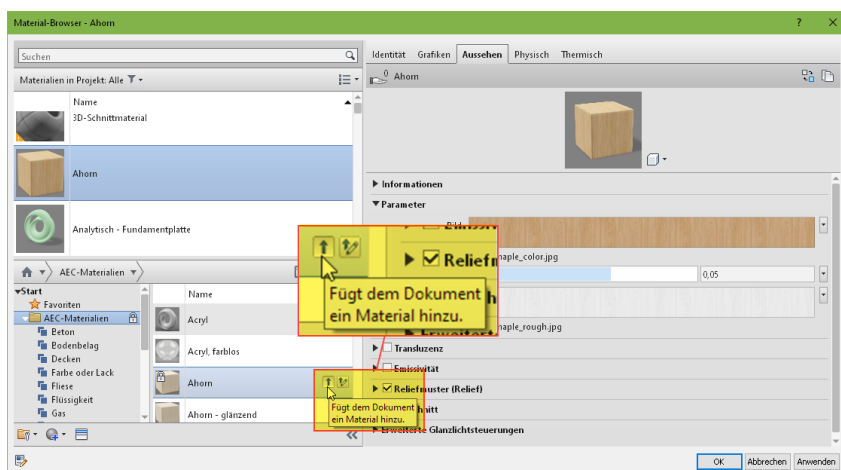 Material-Browser - Ahorn
?
Suchen
Materialien in Projekt: Alle
Name
3D-Schnittmaterial
Ahorn
Analytisch - Fundamentplatte
AEC-Materialien
Start
Favoriten
AEC-Materialien
Beton
Bodenbelag
Decken
Farbe oder Lack
Fliese
Flüssigkeit
Gas
Name
Acryl
Acryl, farblos
Ahorn
Ahorn - glänzend
Fügt dem Dokument
ein Material hinzu.
Identität Grafiken Aussehen Physisch Thermisch
0
Ahorn
Informationen
Parameter
Fügt dem Dokument
ein Material hinzu.
maple_color.jpg
0,05
maple_rough.jpg
Transluzenz
Emissivität
Reliefmuster (Relief)
Erweiterte Glanzlichtsteuerungen
OK Abbrechen Anwenden